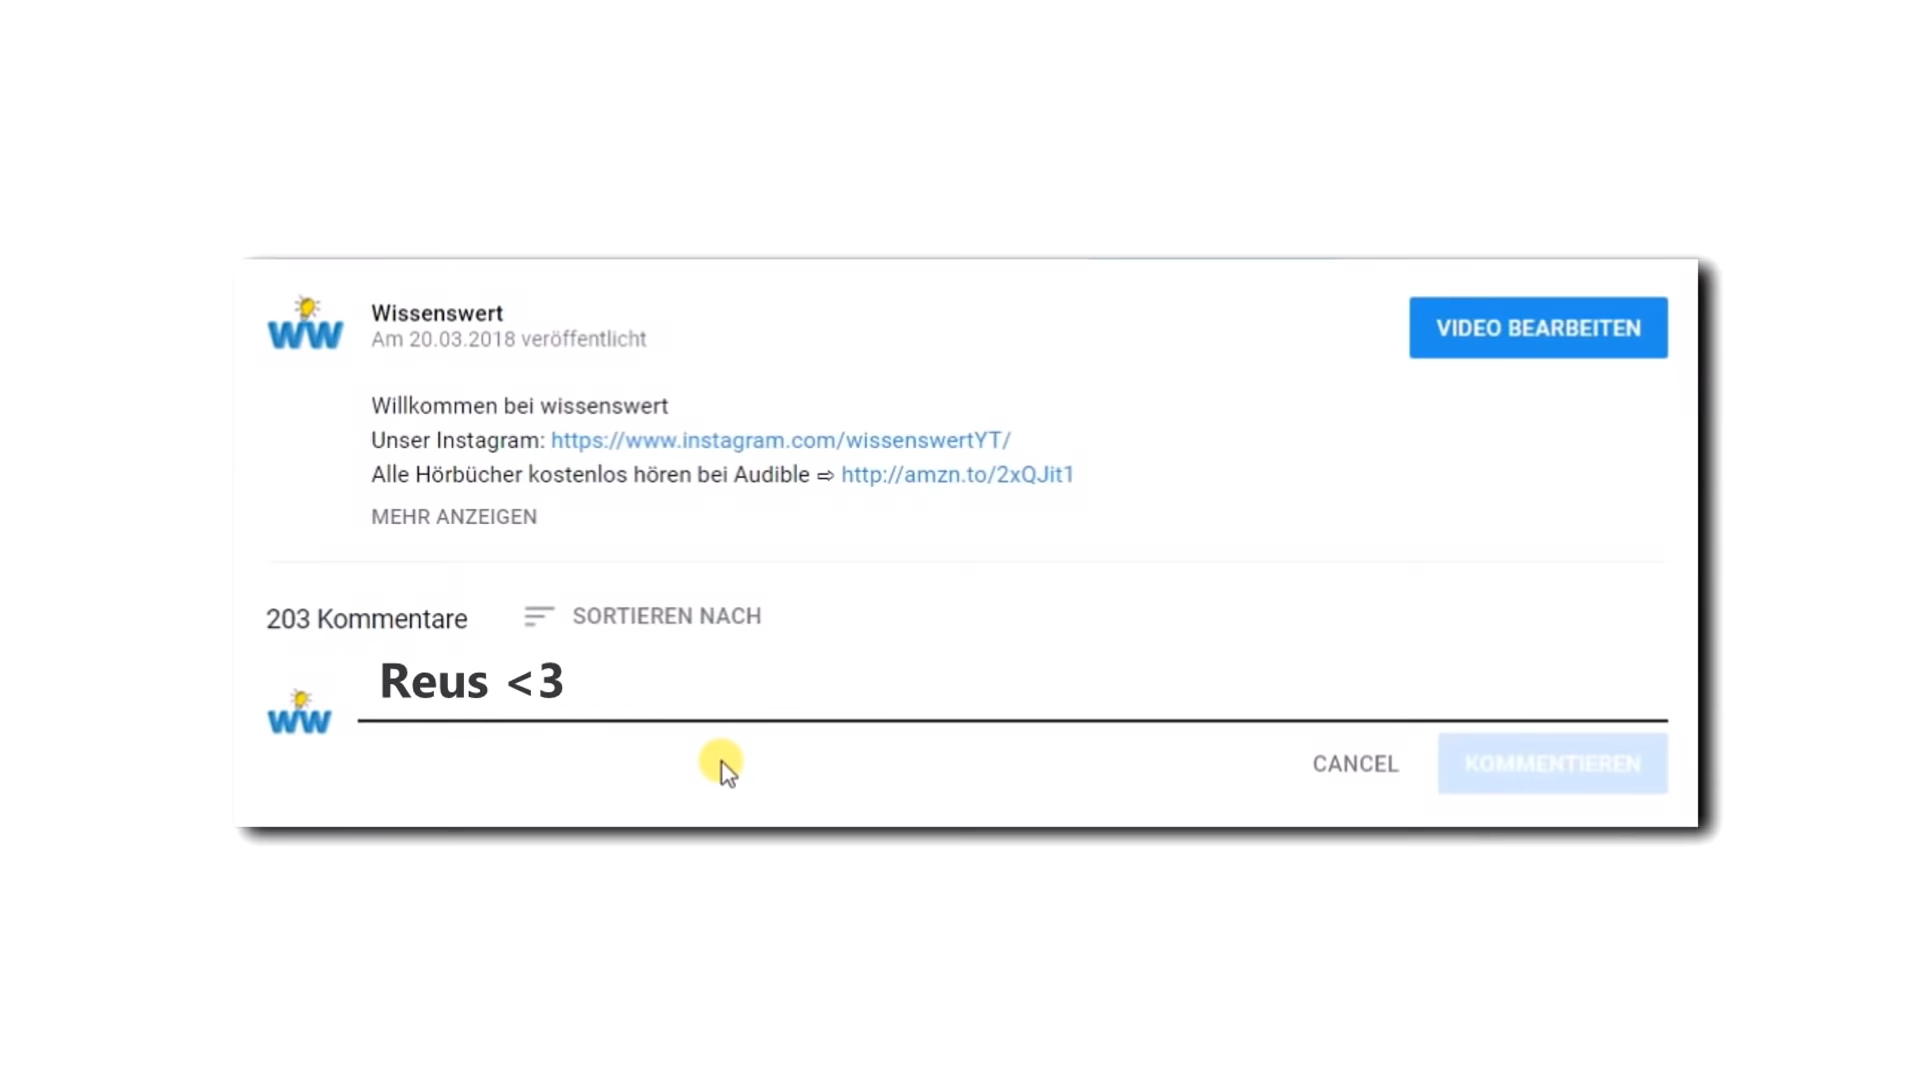 WW
Wissenswert
Am 20.03.2018 veröffentlicht
VIDEO BEARBEITEN
Willkommen bei wissenswert
Unser Instagram: https://www.instagram.com/wissenswertYT/
Alle Hörbücher kostenlos hören bei Audible ⇨ http://amzn.to/2xQJit1
MEHR ANZEIGEN
203 Kommentare
SORTIEREN NACH
WW
Reus <3
CANCEL
KOMMENTIEREN